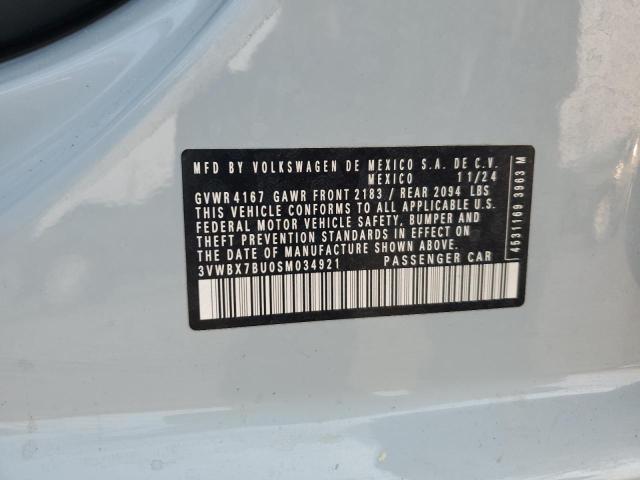 MFD BY VOLKSWAGEN DE MEXICO S.A. DE C.V.
MEXICO 11/24
GVWR 4167 GAWR FRONT 2183 / REAR 2094 LBS
THIS VEHICLE CONFORMS TO ALL APPLICABLE U.S.
FEDERAL MOTOR VEHICLE SAFETY, BUMPER AND
THEFT PREVENTION STANDARDS IN EFFECT ON
THE DATE OF MANUFACTURE SHOWN ABOVE.
3VWBX7BU0SM034921 PASSENGER CAR
4531169 3963 M